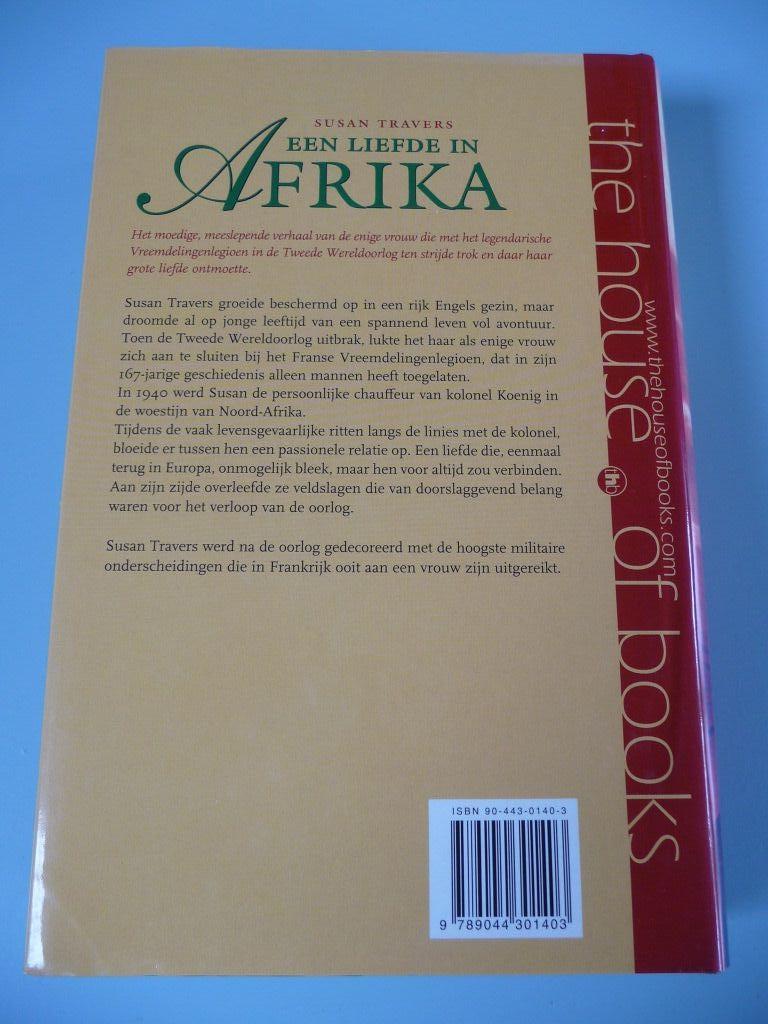 SUSAN TRAVERS
EEN LIEFDE IN
AFRIKA
Het moedige, meeslepende verhaal van de enige vrouw die met het legendarische
Vreemdelingenlegioen in de Tweede Wereldoorlog ten strijde trok en daar haar
grote liefde ontmoette.
Susan Travers groeide beschermd op in een rijk Engels gezin, maar
droomde al op jonge leeftijd van een spannend leven vol avontuur.
Toen de Tweede Wereldoorlog uitbrak, lukte het haar als enige vrouw
zich aan te sluiten bij het Franse Vreemdelingenlegioen, dat in zijn
167-jarige geschiedenis alleen mannen heeft toegelaten.
In 1940 werd Susan de persoonlijke chauffeur van kolonel Koenig in
de woestijn van Noord-Afrika.
Tijdens de vaak levensgevaarlijke ritten langs de linies met de kolonel,
bloeide er tussen hen een passionele relatie op. Een liefde die, eenmaal
terug in Europa, onmogelijk bleek, maar hen voor altijd zou verbinden.
Aan zijn zijde overleefde ze veldslagen die van doorslaggevend belang
waren voor het verloop van de oorlog.
Susan Travers werd na de oorlog gedecoreerd met de hoogste militaire
onderscheidingen die in Frankrijk ooit aan een vrouw zijn uitgereikt.
ISBN 90-443-0140-3
9 789044 301403
the house of books
www.thehouseofbooks.com
thb